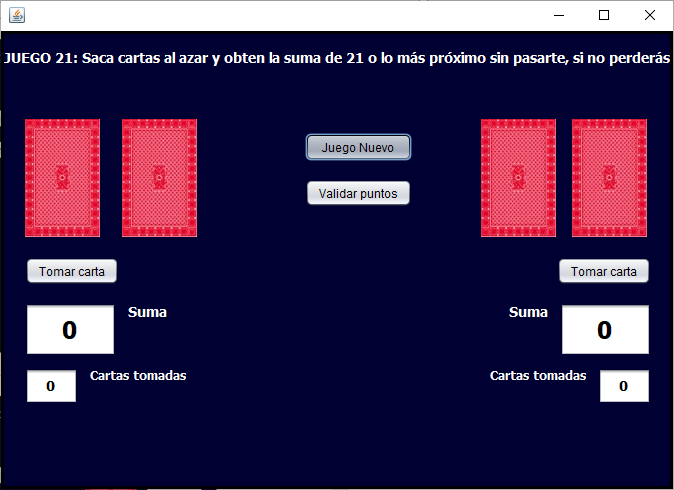 JUEGO 21: Saca cartas al azar y obten la suma de 21 o lo más próximo sin pasarte, si no perderás
Juego Nuevo
Validar puntos
Tomar carta
Tomar carta
0
Suma
Suma
0
0
Cartas tomadas
Cartas tomadas
0